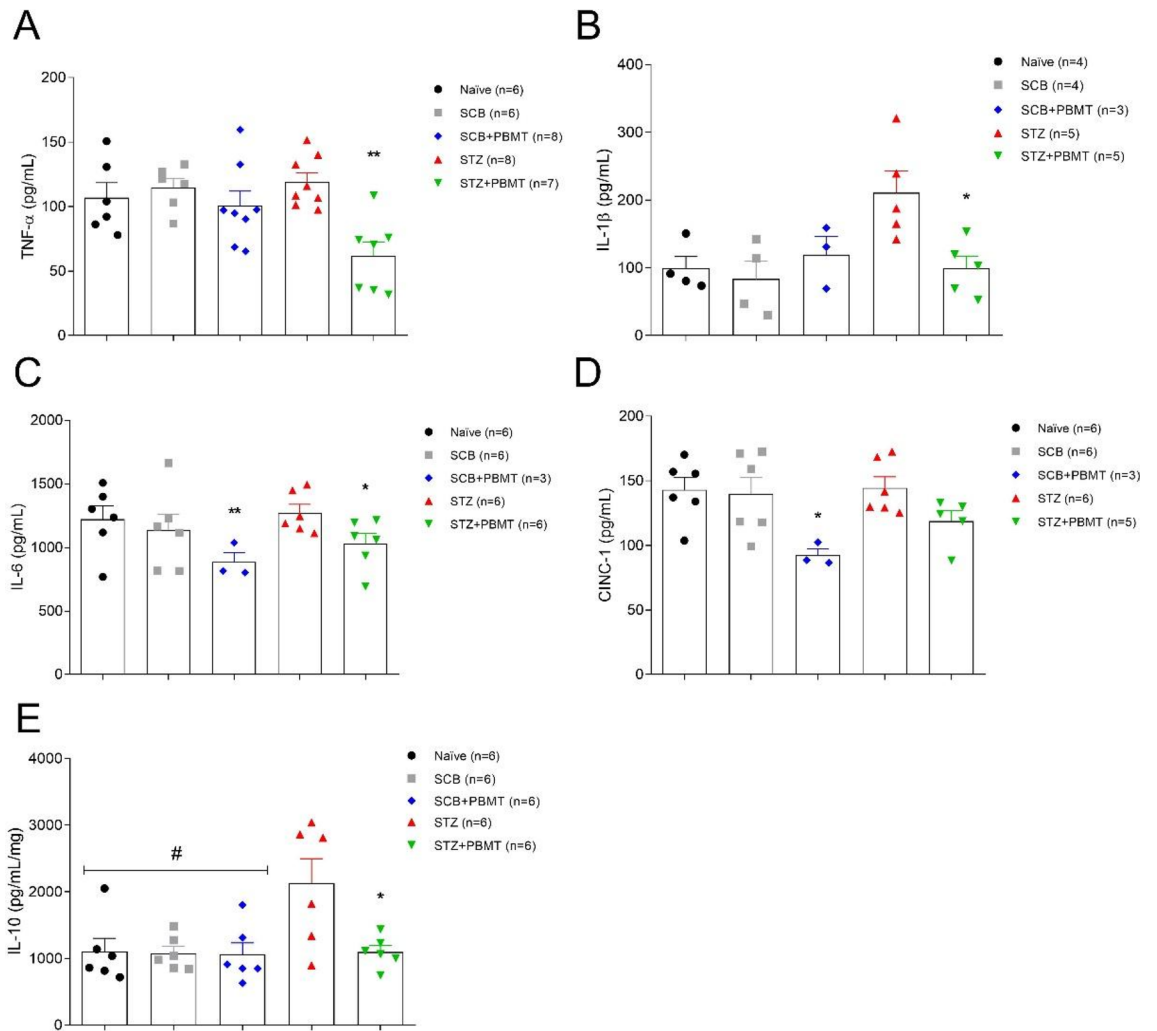 A
TNF-α (pg/mL)
200
150
100
50
0
**
Naïve (n=6)
SCB (n=6)
SCB+PBMT (n=8)
STZ (n=8)
STZ+PBMT (n=7)
B
IL-1β (pg/mL)
400
300
200
100
0
*
Naïve (n=4)
SCB (n=4)
SCB+PBMT (n=3)
STZ (n=5)
STZ+PBMT (n=5)
C
IL-6 (pg/mL)
2000
1500
1000
500
0
**
*
Naïve (n=6)
SCB (n=6)
SCB+PBMT (n=3)
STZ (n=6)
STZ+PBMT (n=6)
D
CINC-1 (pg/mL)
200
150
100
50
0
*
Naïve (n=6)
SCB (n=6)
SCB+PBMT (n=3)
STZ (n=6)
STZ+PBMT (n=5)
E
IL-10 (pg/mL/mg)
4000
3000
2000
1000
0
#
*
Naïve (n=6)
SCB (n=6)
SCB+PBMT (n=6)
STZ (n=6)
STZ+PBMT (n=6)